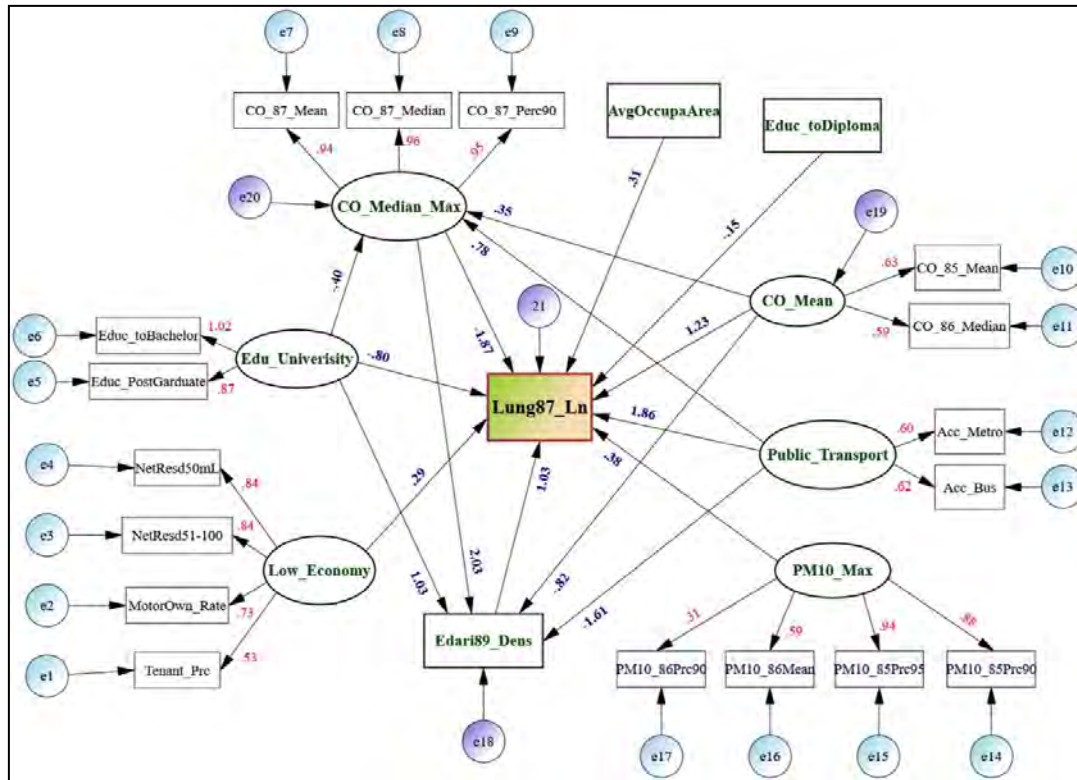 e7
e8
e9
CO_87_Mean
CO_87_Median
CO_87_Perc90
AvgOccupaArea
Educ_toDiploma
.94
.96
.95
e20
CO_Median_Max
e19
-.35
.78
.31
-.15
.63
CO_85_Mean
e10
CO_Mean
.59
CO_86_Median
e11
-.40
21
-1.87
1.23
e6
Educ_toBachelor
1.02
Edu_Univerisity
-.80
e5
Educ_PostGarduate
.87
Lung87_Ln
1.86
.60
Acc_Metro
e12
Public_Transport
.62
Acc_Bus
e13
e4
NetResd50mL
.84
.29
1.03
-.38
e3
NetResd51-100
.84
Low_Economy
2.03
-.82
PM10_Max
e2
MotorOwn_Rate
.73
1.03
-1.61
e1
Tenant_Prc
.53
Edari89_Dens
.31
.59
.94
.88
PM10_86Prc90
PM10_86Mean
PM10_85Prc95
PM10_85Prc90
e18
e17
e16
e15
e14